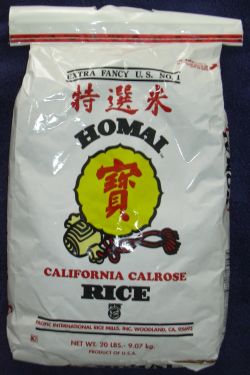 EXTRA FANCY U.S. NO. 1
特選米
HOMAI
寶
CALIFORNIA CALROSE
RICE
PACIFIC INTERNATIONAL RICE MILLS, INC. WOODLAND, CA. 95695
NET WT. 20 LBS.- 9.07 kg.
PRODUCT OF U.S.A.